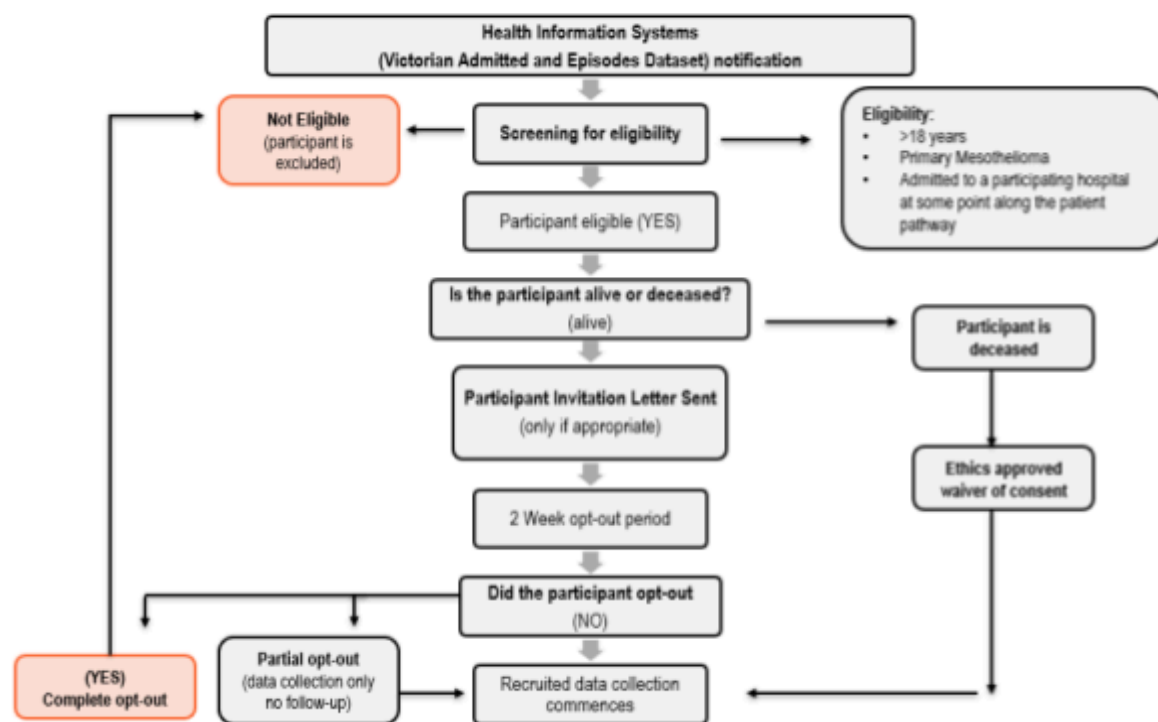 Health Information Systems
(Victorian Admitted and Episodes Dataset) notification
Not Eligible
(participant is
excluded)
Screening for eligibility
Eligibility:
• >18 years
• Primary Mesothelioma
• Admitted to a participating hospital
at some point along the patient
pathway
Participant eligible (YES)
Is the participant alive or deceased?
(alive)
Participant is
deceased
Participant Invitation Letter Sent
(only if appropriate)
Ethics approved
waiver of consent
2 Week opt-out period
Did the participant opt-out
(NO)
(YES)
Complete opt-out
Partial opt-out
(data collection only
no follow-up)
Recruited data collection
commences